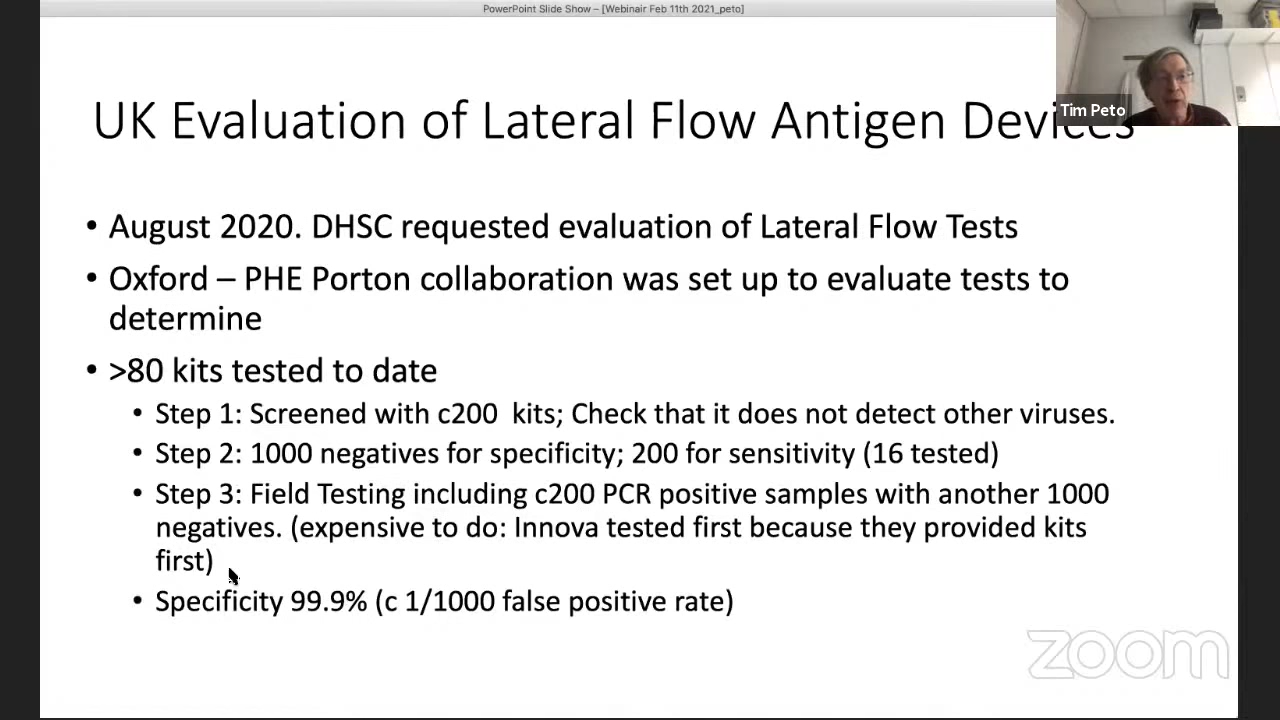 PowerPoint Slide Show – [Webinair Feb 11th 2021_peto]
Tim Peto
UK Evaluation of Lateral Flow Antigen Devices
• August 2020. DHSC requested evaluation of Lateral Flow Tests
• Oxford – PHE Porton collaboration was set up to evaluate tests to
determine
• >80 kits tested to date
• Step 1: Screened with c200 kits; Check that it does not detect other viruses.
• Step 2: 1000 negatives for specificity; 200 for sensitivity (16 tested)
• Step 3: Field Testing including c200 PCR positive samples with another 1000
negatives. (expensive to do: Innova tested first because they provided kits
first)
• Specificity 99.9% (c 1/1000 false positive rate)
zoom